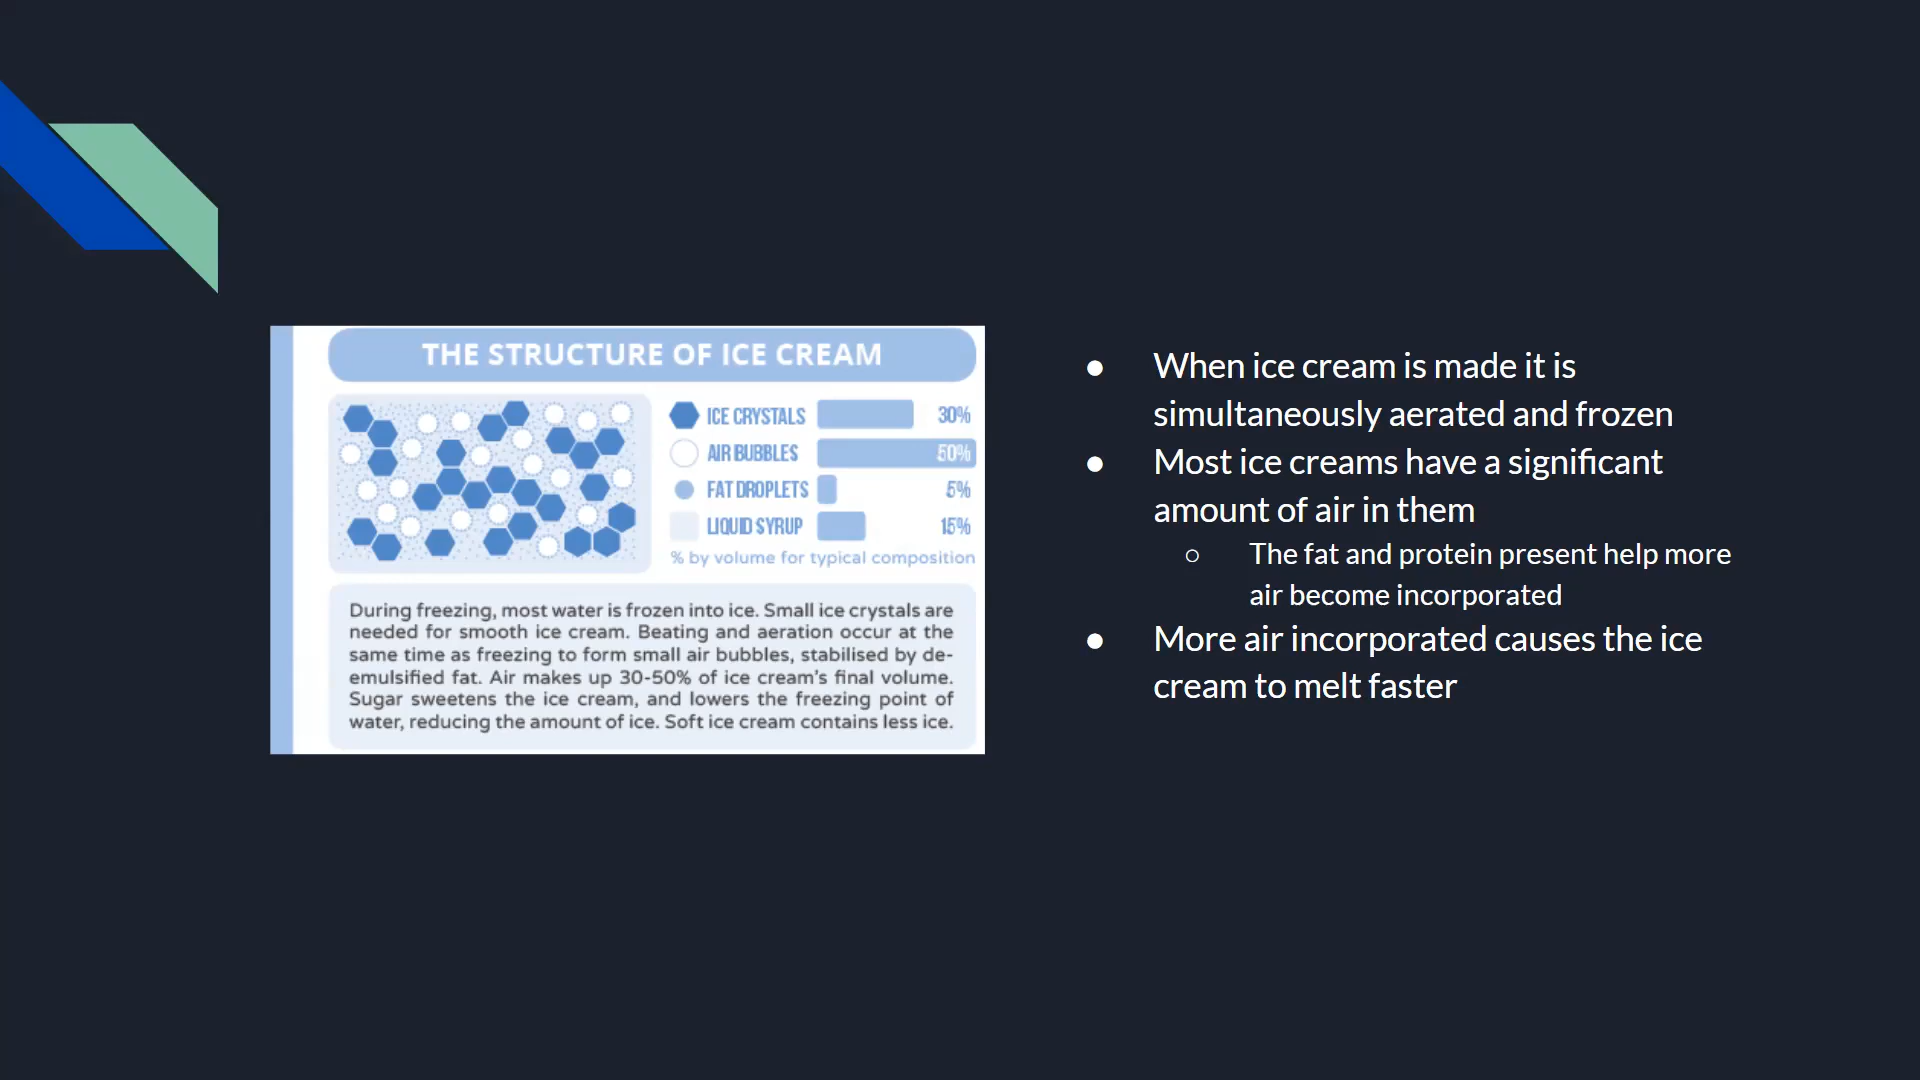 THE STRUCTURE OF ICE CREAM
ICE CRYSTALS 30%
AIR BUBBLES 50%
FAT DROPLETS 5%
LIQUID SYRUP 15%
% by volume for typical composition
During freezing, most water is frozen into ice. Small ice crystals are
needed for smooth ice cream. Beating and aeration occur at the
same time as freezing to form small air bubbles, stabilised by de-
emulsified fat. Air makes up 30-50% of ice cream's final volume.
Sugar sweetens the ice cream, and lowers the freezing point of
water, reducing the amount of ice. Soft ice cream contains less ice.
● When ice cream is made it is
simultaneously aerated and frozen
● Most ice creams have a significant
amount of air in them
○ The fat and protein present help more
air become incorporated
● More air incorporated causes the ice
cream to melt faster